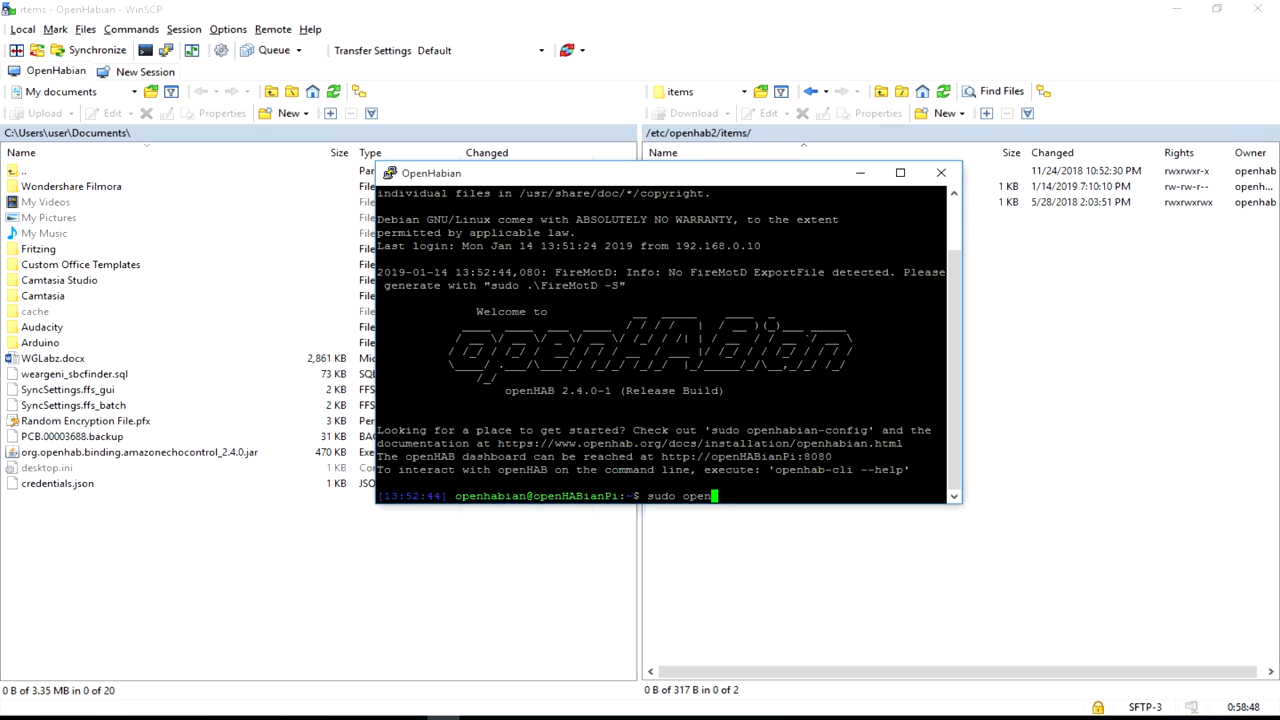 items - OpenHabian - WinSCP
Local Mark Files Commands Session Options Remote Help
Synchronize Queue Transfer Settings Default
OpenHabian New Session
My documents
Upload Edit Properties New
C:\Users\user\Documents\
Name Size Type Changed
..
Wondershare Filmora
My Videos
My Pictures
My Music
Fritzing
Custom Office Templates
Camtasia Studio
Camtasia
cache
Audacity
Arduino
WGLabz.docx 2,861 KB
weargeni_sbcfinder.sql 73 KB SQL
SyncSettings.ffs_gui 2 KB FFS
SyncSettings.ffs_batch 1 KB FFS
Random Encryption File.pfx 3 KB Per
PCB.00003688.backup 31 KB BAC
org.openhab.binding.amazonechocontrol_2.4.0.jar 470 KB
desktop.ini 1 KB
credentials.json 1 KB
0 B of 3.35 MB in 0 of 20
items Find Files
Download Edit Properties New
/etc/openhab2/items/
Name Size Changed Rights Owner
11/24/2018 10:52:30 PM rwxrwxr-x openhab
1 KB 1/14/2019 7:10:10 PM rw-rw-r-- openh...
1 KB 5/28/2018 2:03:51 PM rwxrwxrwx openhab
0 B of 317 B in 0 of 2
SFTP-3 0:58:48
OpenHabian
individual files in /usr/share/doc/*/copyright.
Debian GNU/Linux comes with ABSOLUTELY NO WARRANTY, to the extent
permitted by applicable law.
Last login: Mon Jan 14 13:51:24 2019 from 192.168.0.10
2019-01-14 13:52:44,080: FireMotD: Info: No FireMotD ExportFile detected. Please
generate with "sudo .\FireMotD -S"
Welcome to
openHABian
openHAB 2.4.0-1 (Release Build)
Looking for a place to get started? Check out 'sudo openhabian-config' and the
documentation at https://www.openhab.org/docs/installation/openhabian.html
The openHAB dashboard can be reached at http://openHABianPi:8080
To interact with openHAB on the command line, execute: 'openhab-cli --help'
[13:52:44] openhabian@openHABianPi:~$ sudo open